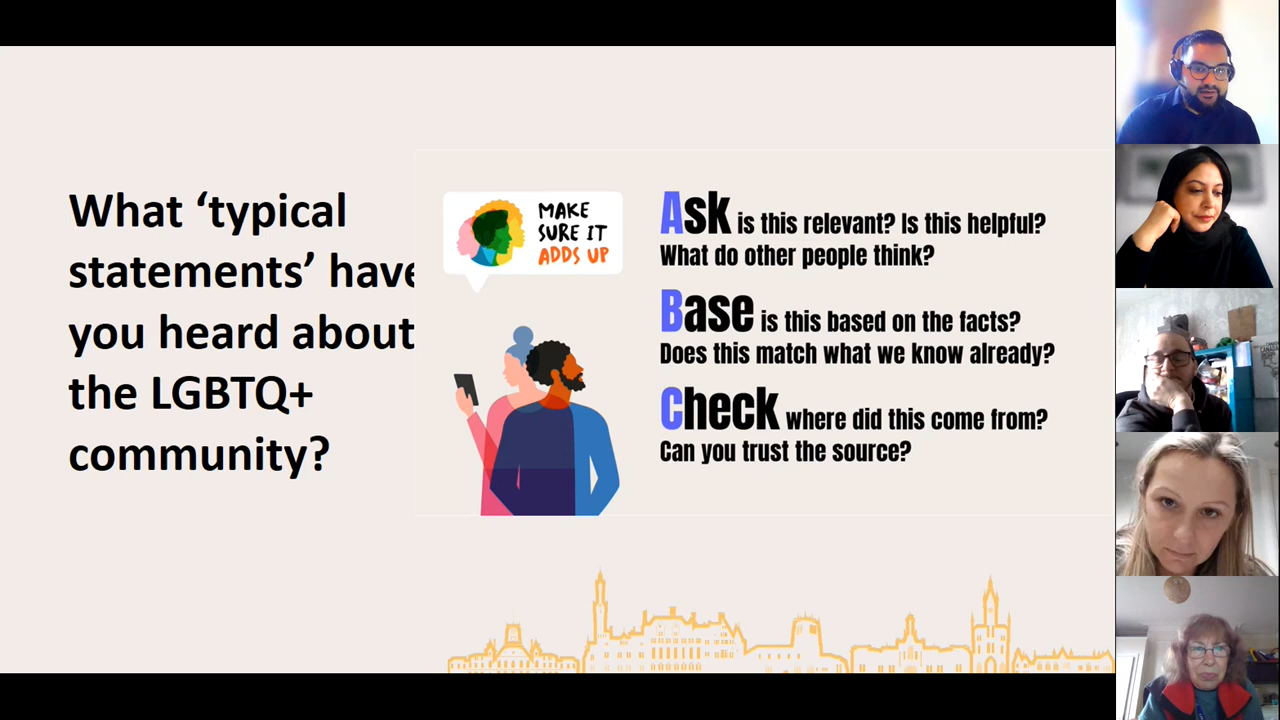 What ‘typical
statements’ have
you heard about
the LGBTQ+
community?
MAKE
SURE IT
ADDS UP
Ask is this relevant? Is this helpful?
What do other people think?
Base is this based on the facts?
Does this match what we know already?
Check where did this come from?
Can you trust the source?